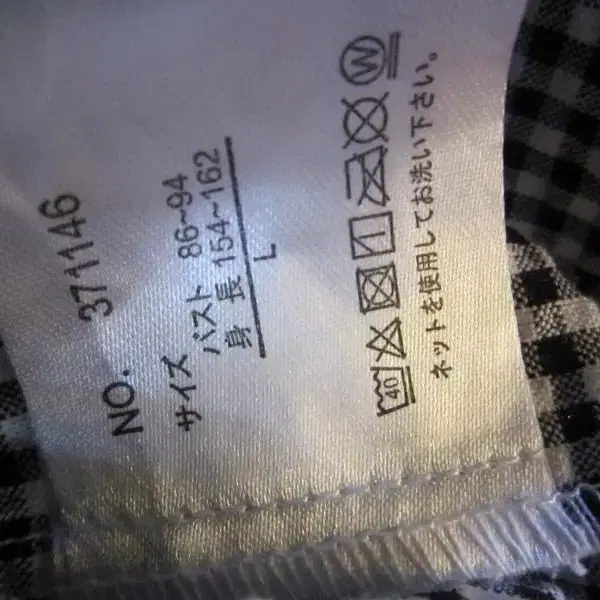 NO. 371146
サイズ
バスト 86~94
身長 154~162
L
40 W
ネットを使用してお洗い下さい。